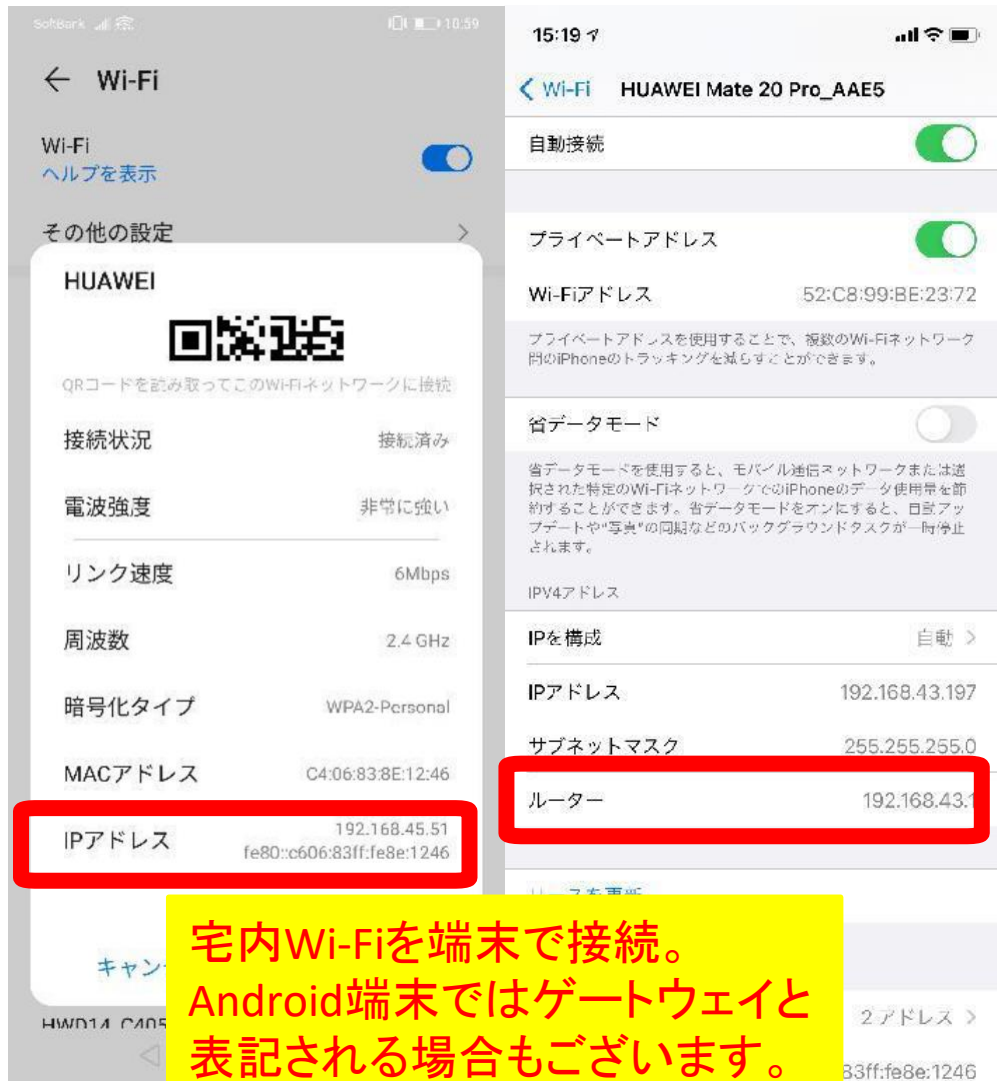 SoftBank
10:59
← Wi-Fi
Wi-Fi
ヘルプを表示
その他の設定
HUAWEI
QRコードを読み取ってこのWi-Fiネットワークに接続
接続状況 接続済み
電波強度 非常に強い
リンク速度 6Mbps
周波数 2.4 GHz
暗号化タイプ WPA2-Personal
MACアドレス C4:06:83:8E:12:46
IPアドレス 192.168.45.51
fe80::c606:83ff:fe8e:1246
キャン
15:19
Wi-Fi HUAWEI Mate 20 Pro_AAE5
自動接続
プライベートアドレス
Wi-Fiアドレス 52:C8:99:BE:23:72
プライベートアドレスを使用することで、複数のWi-Fiネットワーク
間のiPhoneのトラッキングを減らすことができます。
省データモード
省データモードを使用すると、モバイル通信ネットワークまたは選
択された特定のWi-FiネットワークでのiPhoneのデータ使用量を節
約することができます。省データモードをオンにすると、自動アッ
プデートや"写真"の同期などのバックグラウンドタスクが一時停止
されます。
IPV4アドレス
IPを構成 自動
IPアドレス 192.168.43.197
サブネットマスク 255.255.255.0
ルーター 192.168.43.1
2 アドレス
83ff:fe8e:1246
宅内Wi-Fiを端末で接続。
Android端末ではゲートウェイと
表記される場合もございます。